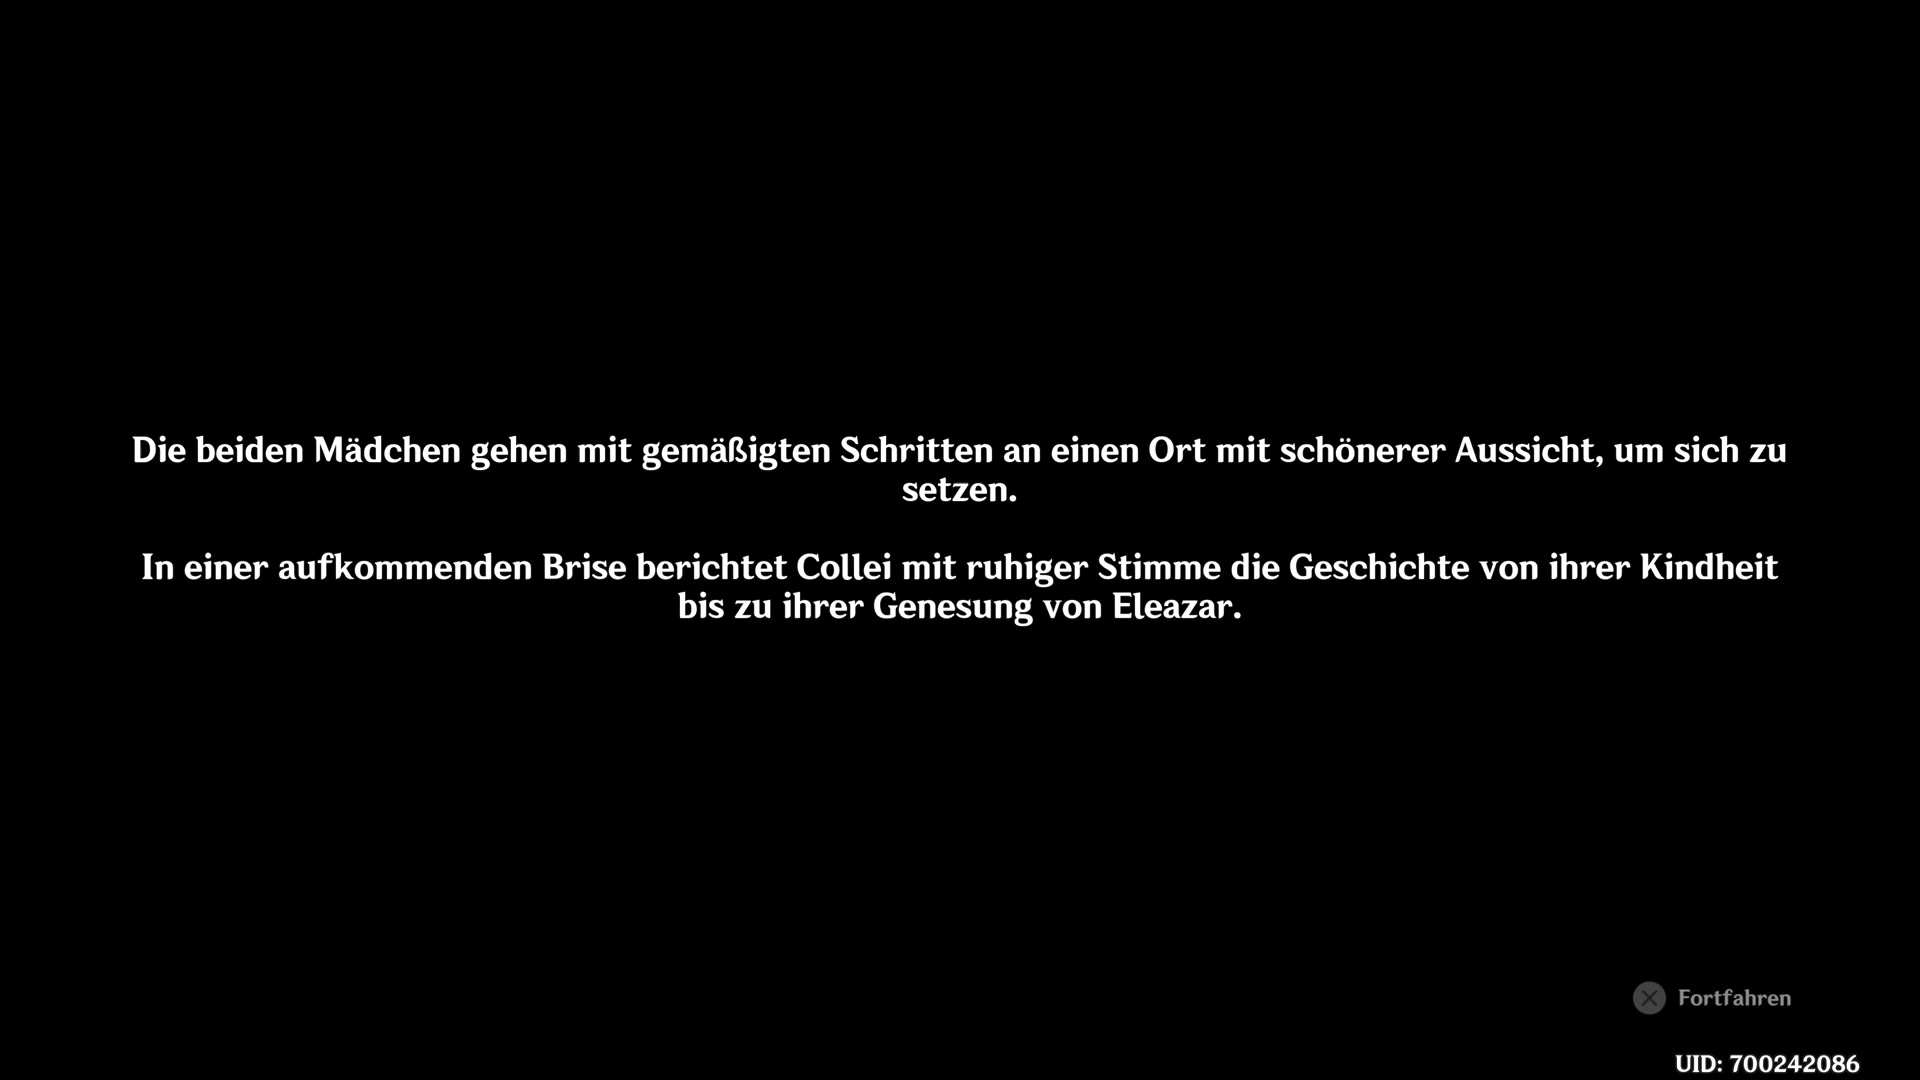 Die beiden Mädchen gehen mit gemäßigten Schritten an einen Ort mit schönerer Aussicht, um sich zu
setzen.
In einer aufkommenden Brise berichtet Collei mit ruhiger Stimme die Geschichte von ihrer Kindheit
bis zu ihrer Genesung von Eleazar.
Fortfahren
UID: 700242086